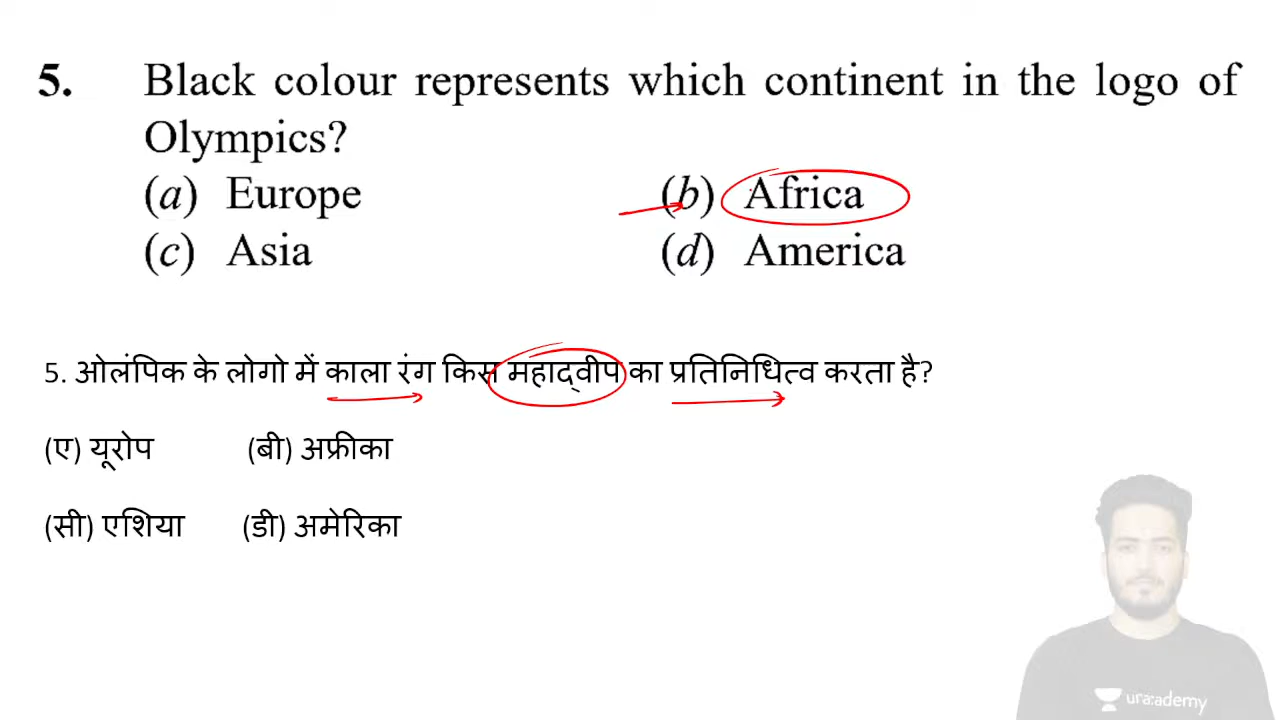 5. Black colour represents which continent in the logo of
Olympics?
(a) Europe (b) Africa
(c) Asia (d) America
5. ओलंपिक के लोगो में काला रंग किस महाद्वीप का प्रतिनिधित्व करता है?
(ए) यूरोप (बी) अफ्रीका
(सी) एशिया (डी) अमेरिका